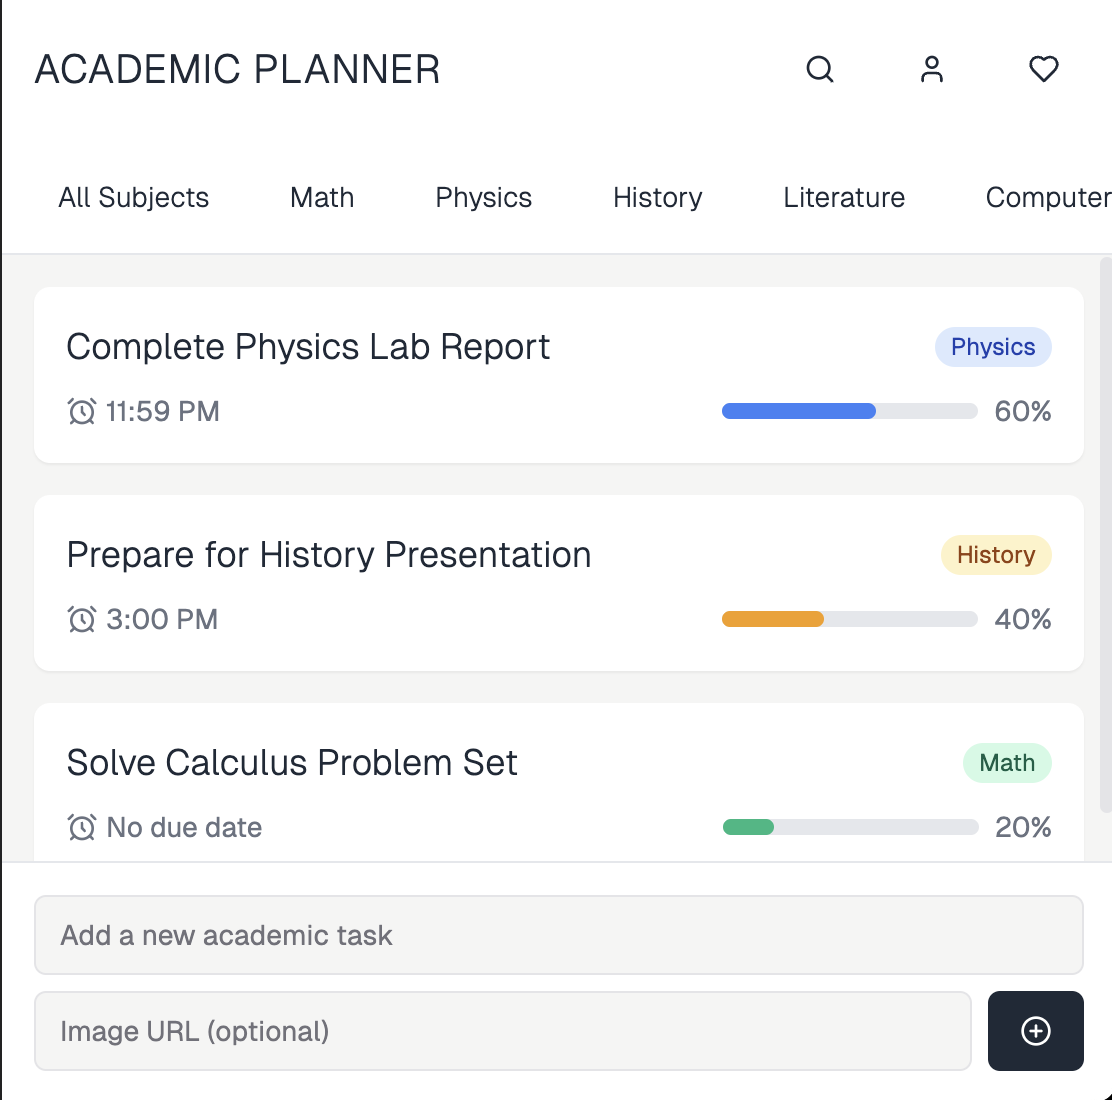 ACADEMIC PLANNER
All Subjects Math Physics History Literature Computer
Complete Physics Lab Report Physics
11:59 PM 60%
Prepare for History Presentation History
3:00 PM 40%
Solve Calculus Problem Set Math
No due date 20%
Add a new academic task
Image URL (optional)